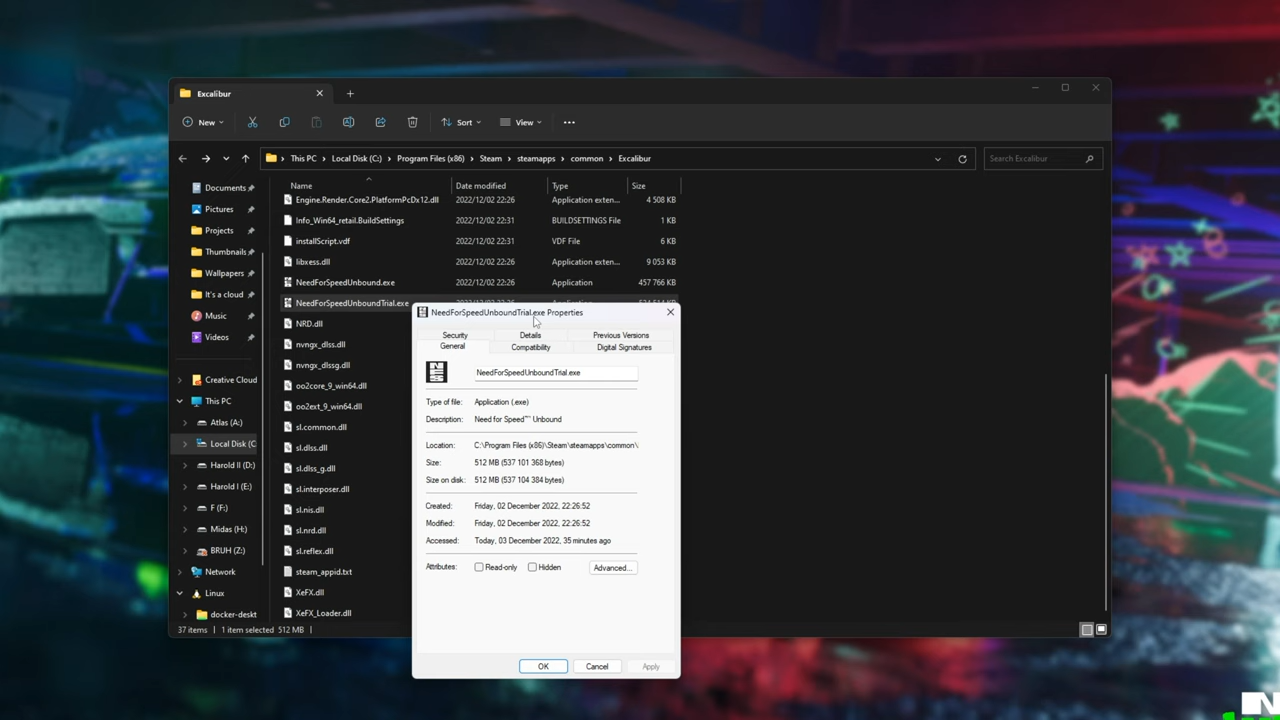 Excalibur
New
Sort
View
This PC > Local Disk (C:) > Program Files (x86) > Steam > steamapps > common > Excalibur
Search Excalibur
Documents
Pictures
Projects
Thumbnails
Wallpapers
It's a cloud
Music
Videos
Creative Cloud
This PC
Atlas (A:)
Local Disk (C
Harold II (D:)
Harold I (E:)
F (F:)
Midas (H:)
BRUH (Z:)
Network
Linux
docker-deskt
Name Date modified Type Size
Engine.Render.Core2.PlatformPcDx12.dll 2022/12/02 22:26 Application exten... 4 508 KB
Info_Win64_retail.BuildSettings 2022/12/02 22:31 BUILDSETTINGS File 1 KB
installScript.vdf 2022/12/02 22:31 VDF File 6 KB
libxess.dll 2022/12/02 22:26 Application exten... 9 053 KB
NeedForSpeedUnbound.exe 2022/12/02 22:26 Application 457 766 KB
NeedForSpeedUnboundTrial.exe
NRD.dll
nvngx_dlss.dll
nvngx_dlssg.dll
oo2core_9_win64.dll
oo2ext_9_win64.dll
sl.common.dll
sl.dlss.dll
sl.dlss_g.dll
sl.interposer.dll
sl.nis.dll
sl.nrd.dll
sl.reflex.dll
steam_appid.txt
XeFX.dll
XeFX_Loader.dll
37 items | 1 item selected 512 MB |
NeedForSpeedUnboundTrial.exe Properties
Security Details Previous Versions
General Compatibility Digital Signatures
NeedForSpeedUnboundTrial.exe
Type of file: Application (.exe)
Description: Need for Speed™ Unbound
Location: C:\Program Files (x86)\Steam\steamapps\common\
Size: 512 MB (537 101 368 bytes)
Size on disk: 512 MB (537 104 384 bytes)
Created: Friday, 02 December 2022, 22:26:52
Modified: Friday, 02 December 2022, 22:26:52
Accessed: Today, 03 December 2022, 35 minutes ago
Attributes: Read-only Hidden Advanced...
OK Cancel Apply